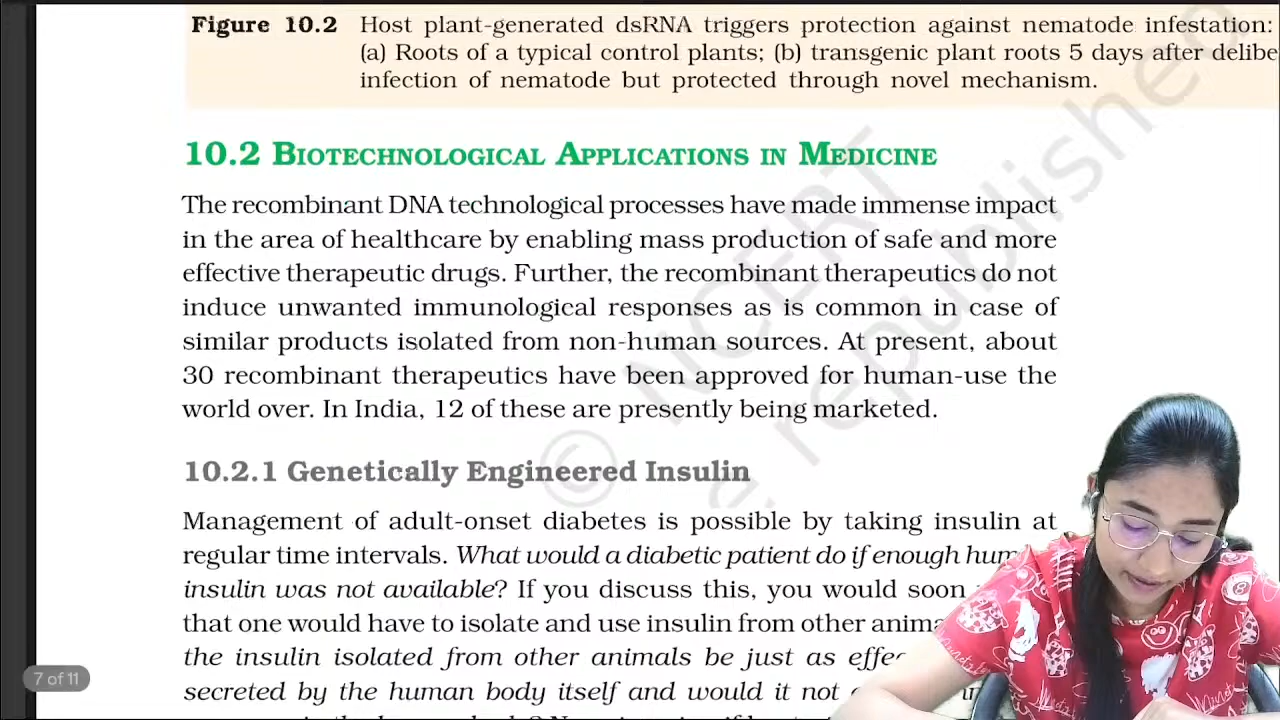 Figure 10.2 Host plant-generated dsRNA triggers protection against nematode infestation:
(a) Roots of a typical control plants; (b) transgenic plant roots 5 days after delibe
infection of nematode but protected through novel mechanism.
10.2 BIOTECHNOLOGICAL APPLICATIONS IN MEDICINE
The recombinant DNA technological processes have made immense impact
in the area of healthcare by enabling mass production of safe and more
effective therapeutic drugs. Further, the recombinant therapeutics do not
induce unwanted immunological responses as is common in case of
similar products isolated from non-human sources. At present, about
30 recombinant therapeutics have been approved for human-use the
world over. In India, 12 of these are presently being marketed.
10.2.1 Genetically Engineered Insulin
Management of adult-onset diabetes is possible by taking insulin at
regular time intervals. What would a diabetic patient do if enough hum
insulin was not available? If you discuss this, you would soon
that one would have to isolate and use insulin from other anima
the insulin isolated from other animals be just as effe
secreted by the human body itself and would it not
7 of 11
© NCERT
republished